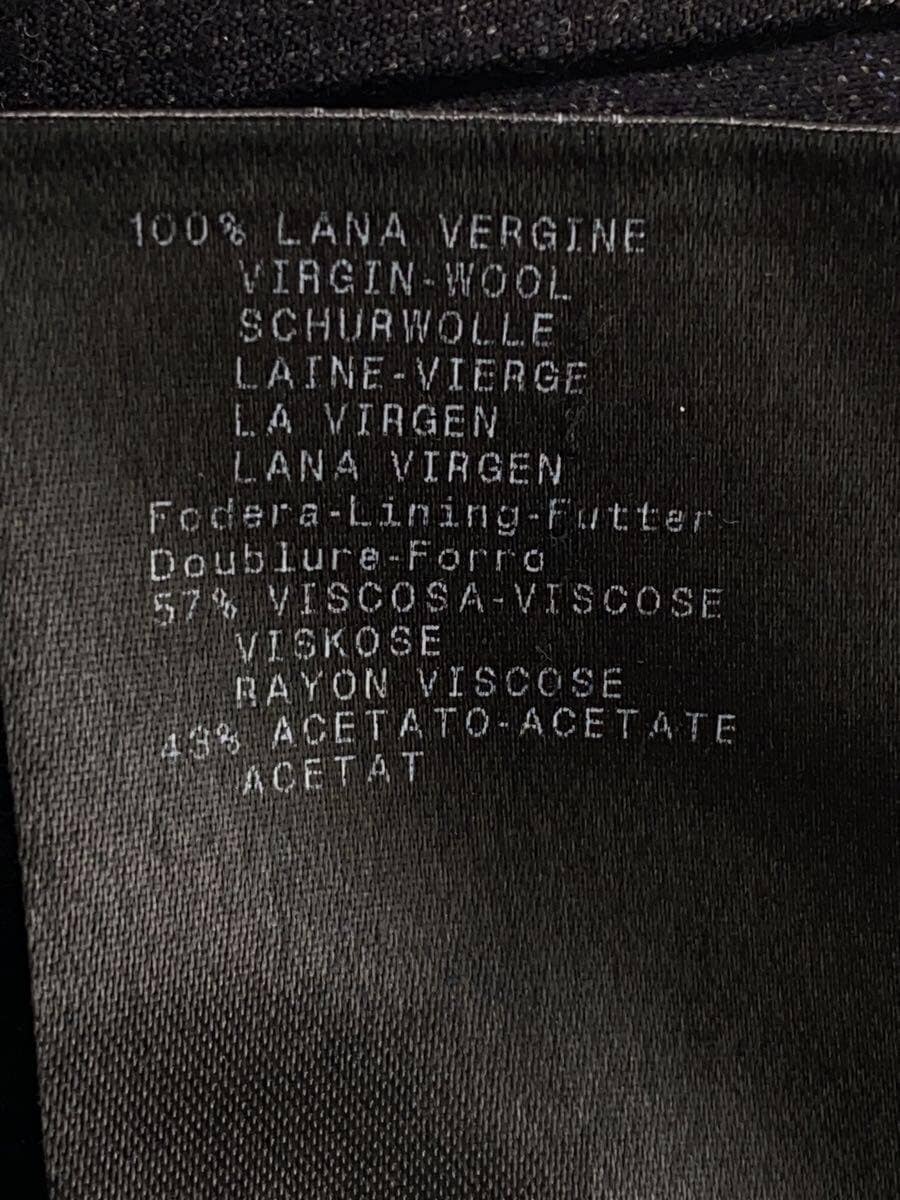 100% LANA VERGINE
VIRGIN-WOOL
SCHURWOLLE
LAINE-VIERGE
LA VIRGEN
LANA VIRGEN
Fodera-Lining-Futter-
Doublure-Forro
57% VISCOSA-VISCOSE
VISKOSE
RAYON VISCOSE
43% ACETATO-ACETATE
ACETAT